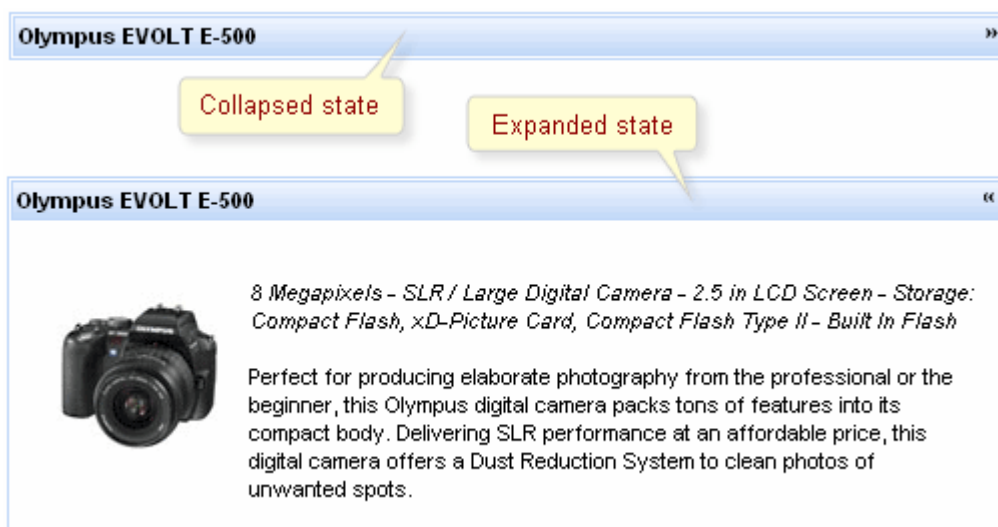 Olympus EVOLT E-500 »
Collapsed state
Expanded state
Olympus EVOLT E-500 «
8 Megapixels - SLR / Large Digital Camera - 2.5 in LCD Screen - Storage:
Compact Flash, xD-Picture Card, Compact Flash Type II - Built In Flash
OLYMPUS
Perfect for producing elaborate photography from the professional or the
beginner, this Olympus digital camera packs tons of features into its
compact body. Delivering SLR performance at an affordable price, this
digital camera offers a Dust Reduction System to clean photos of
unwanted spots.